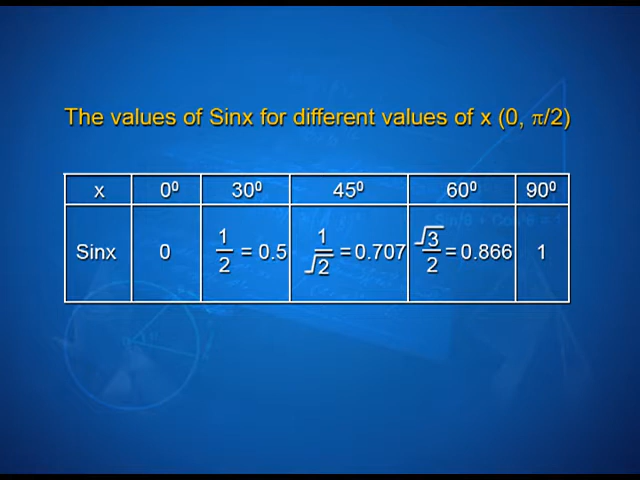 The values of Sinx for different values of x (0, π/2)
x 0⁰ 30⁰ 45⁰ 60⁰ 90⁰
Sinx 0 1/2 = 0.5 1/√2 = 0.707 √3/2 = 0.866 1